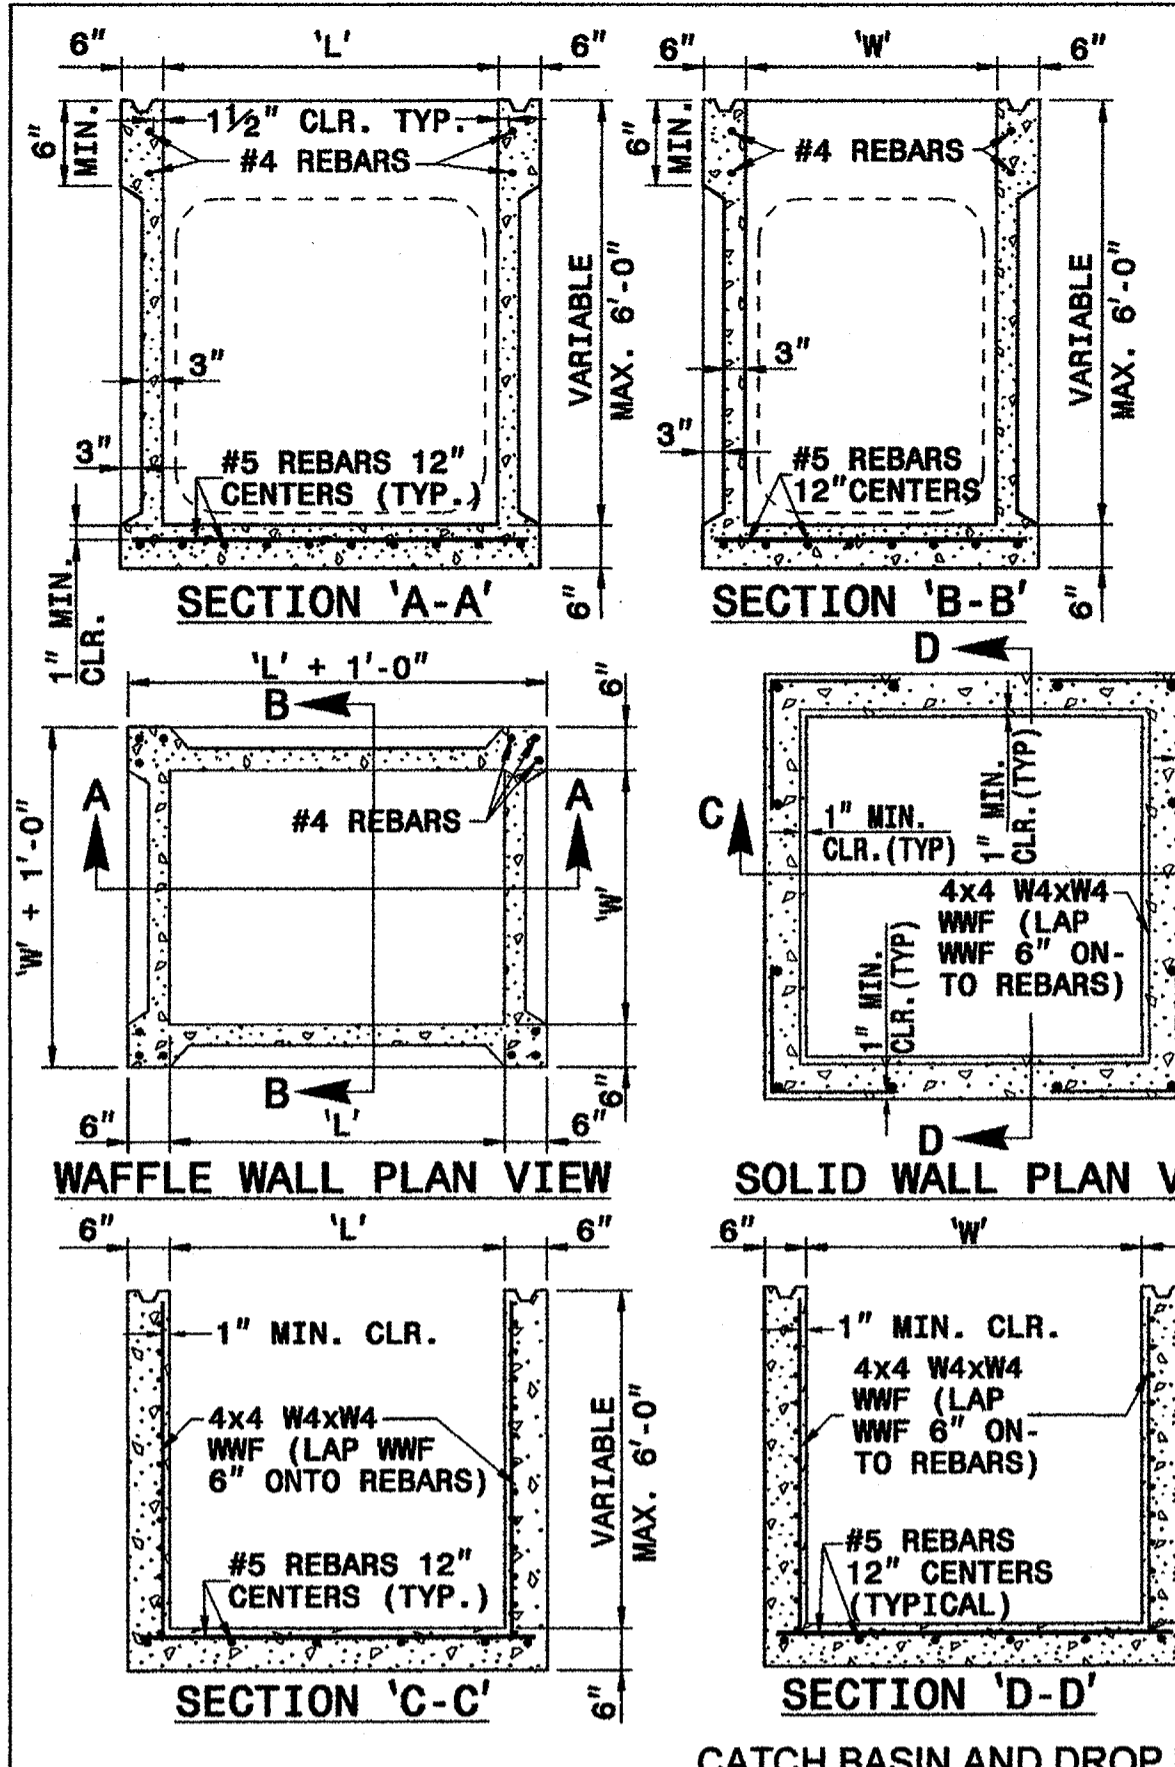 6" 'L' 6"
6" MIN.
1½" CLR. TYP.
#4 REBARS
3"
3"
#5 REBARS 12"
CENTERS (TYP.)
VARIABLE
MAX. 6'-0"
6"
1" MIN.
CLR.
SECTION 'A-A'
6" 'W' 6"
6" MIN.
#4 REBARS
3"
3"
#5 REBARS
12"CENTERS
VARIABLE
MAX. 6'-0"
6"
SECTION 'B-B'
'L' + 1'-0"
6"
B
A A
#4 REBARS
'W' + 1'-0"
'W'
B
6"
6" 'L' 6"
WAFFLE WALL PLAN VIEW
D
C
1" MIN.
CLR.(TYP)
1" MIN.
CLR.(TYP)
4x4 W4xW4
WWF (LAP
WWF 6" ON-
TO REBARS)
1" MIN.
CLR.(TYP)
D
SOLID WALL PLAN V
6" 'L' 6"
1" MIN. CLR.
4x4 W4xW4
WWF (LAP WWF
6" ONTO REBARS)
#5 REBARS 12"
CENTERS (TYP.)
VARIABLE
MAX. 6'-0"
6"
SECTION 'C-C'
6" 'W'
1" MIN. CLR.
4x4 W4xW4
WWF (LAP
WWF 6" ON-
TO REBARS)
#5 REBARS
12" CENTERS
(TYPICAL)
SECTION 'D-D'
CATCH BASIN AND DROP